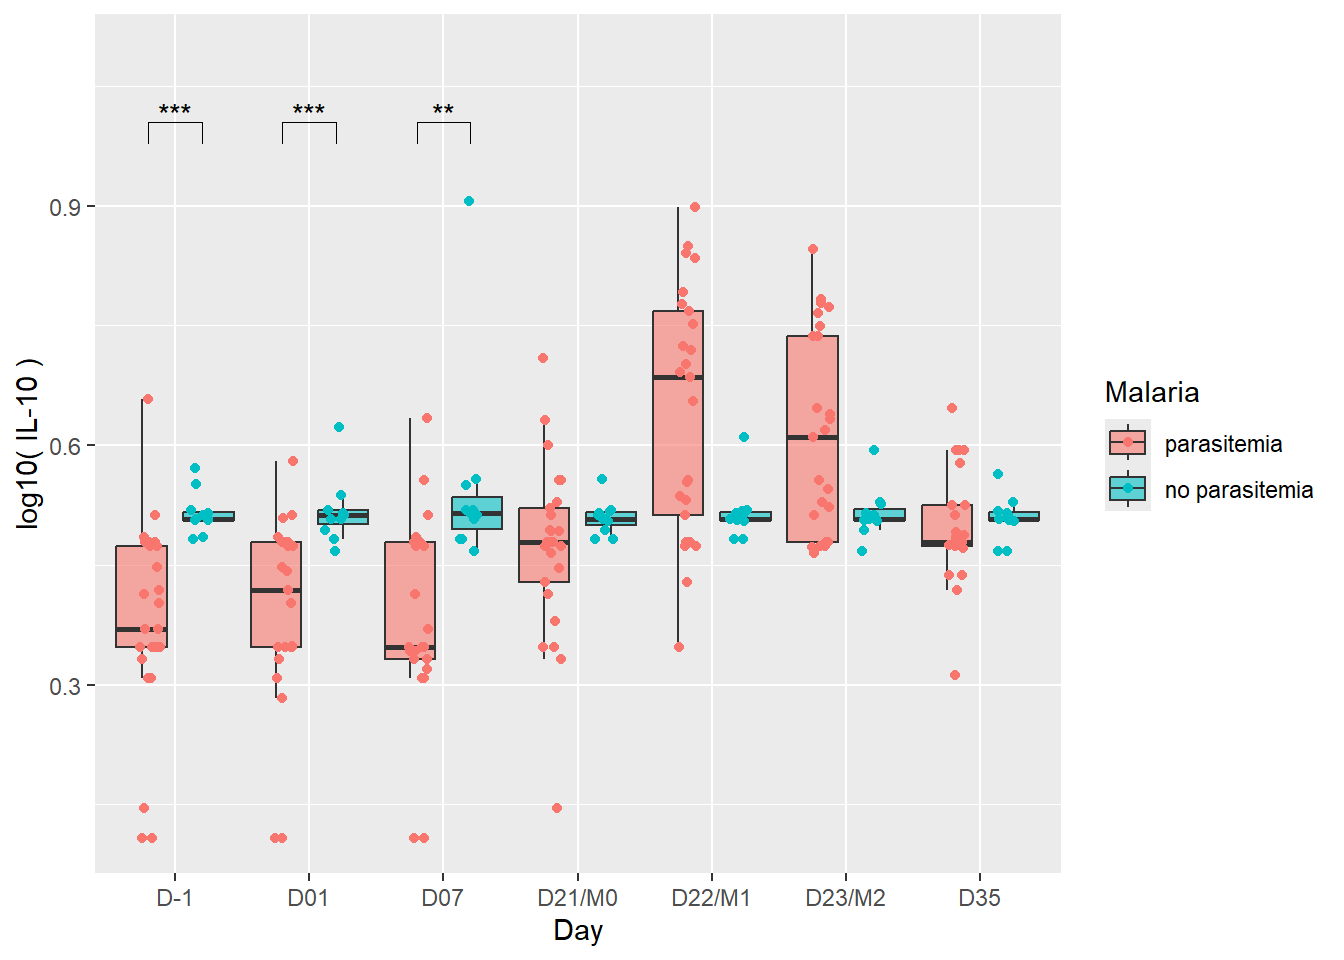 *** *** **
0.9
0.6
0.3
log10( IL-10 )
D-1 D01 D07 D21/M0 D22/M1 D23/M2 D35
Day
Malaria
parasitemia
no parasitemia